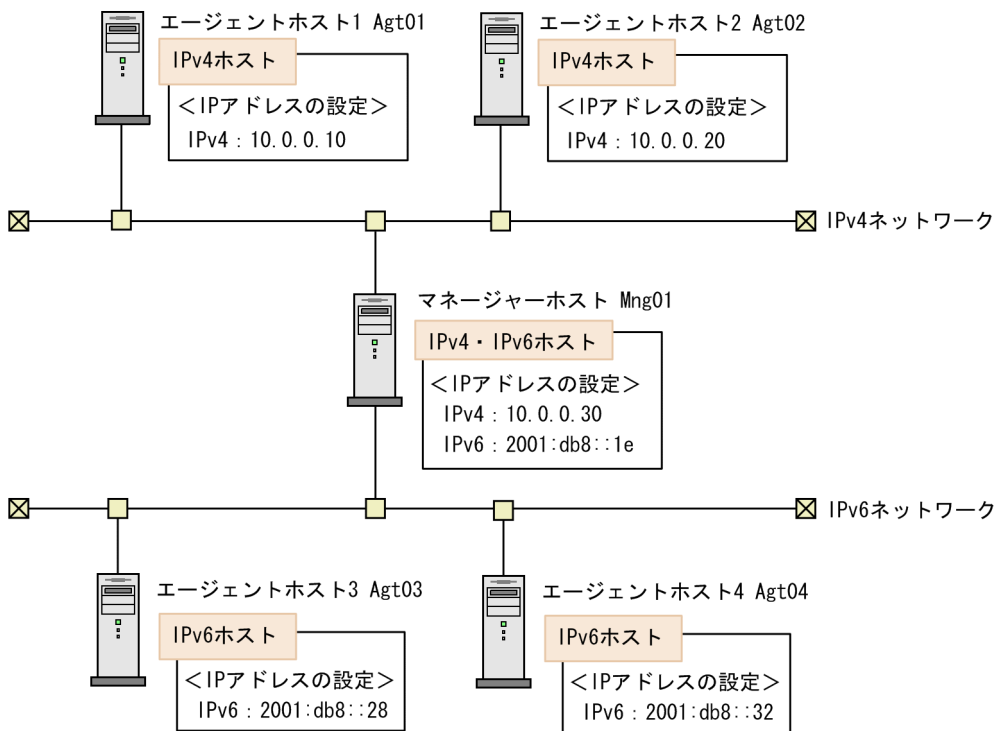 エージェントホスト1 Agt01
IPv4ホスト
＜IPアドレスの設定＞
IPv4：10.0.0.10
エージェントホスト2 Agt02
IPv4ホスト
＜IPアドレスの設定＞
IPv4：10.0.0.20
IPv4ネットワーク
マネージャーホスト Mng01
IPv4・IPv6ホスト
＜IPアドレスの設定＞
IPv4：10.0.0.30
IPv6：2001:db8::1e
IPv6ネットワーク
エージェントホスト3 Agt03
IPv6ホスト
＜IPアドレスの設定＞
IPv6：2001:db8::28
エージェントホスト4 Agt04
IPv6ホスト
＜IPアドレスの設定＞
IPv6：2001:db8::32